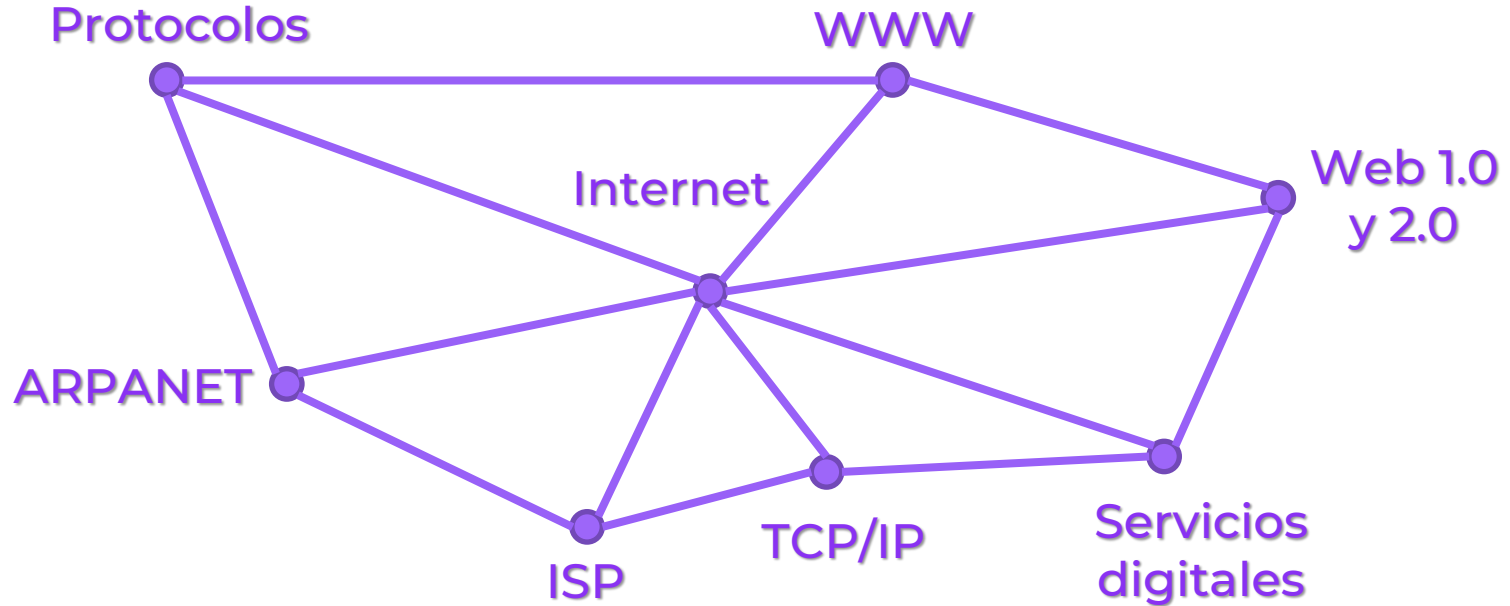 Protocolos
WWW
Web 1.0
y 2.0
Internet
ARPANET
ISP
TCP/IP
Servicios
digitales